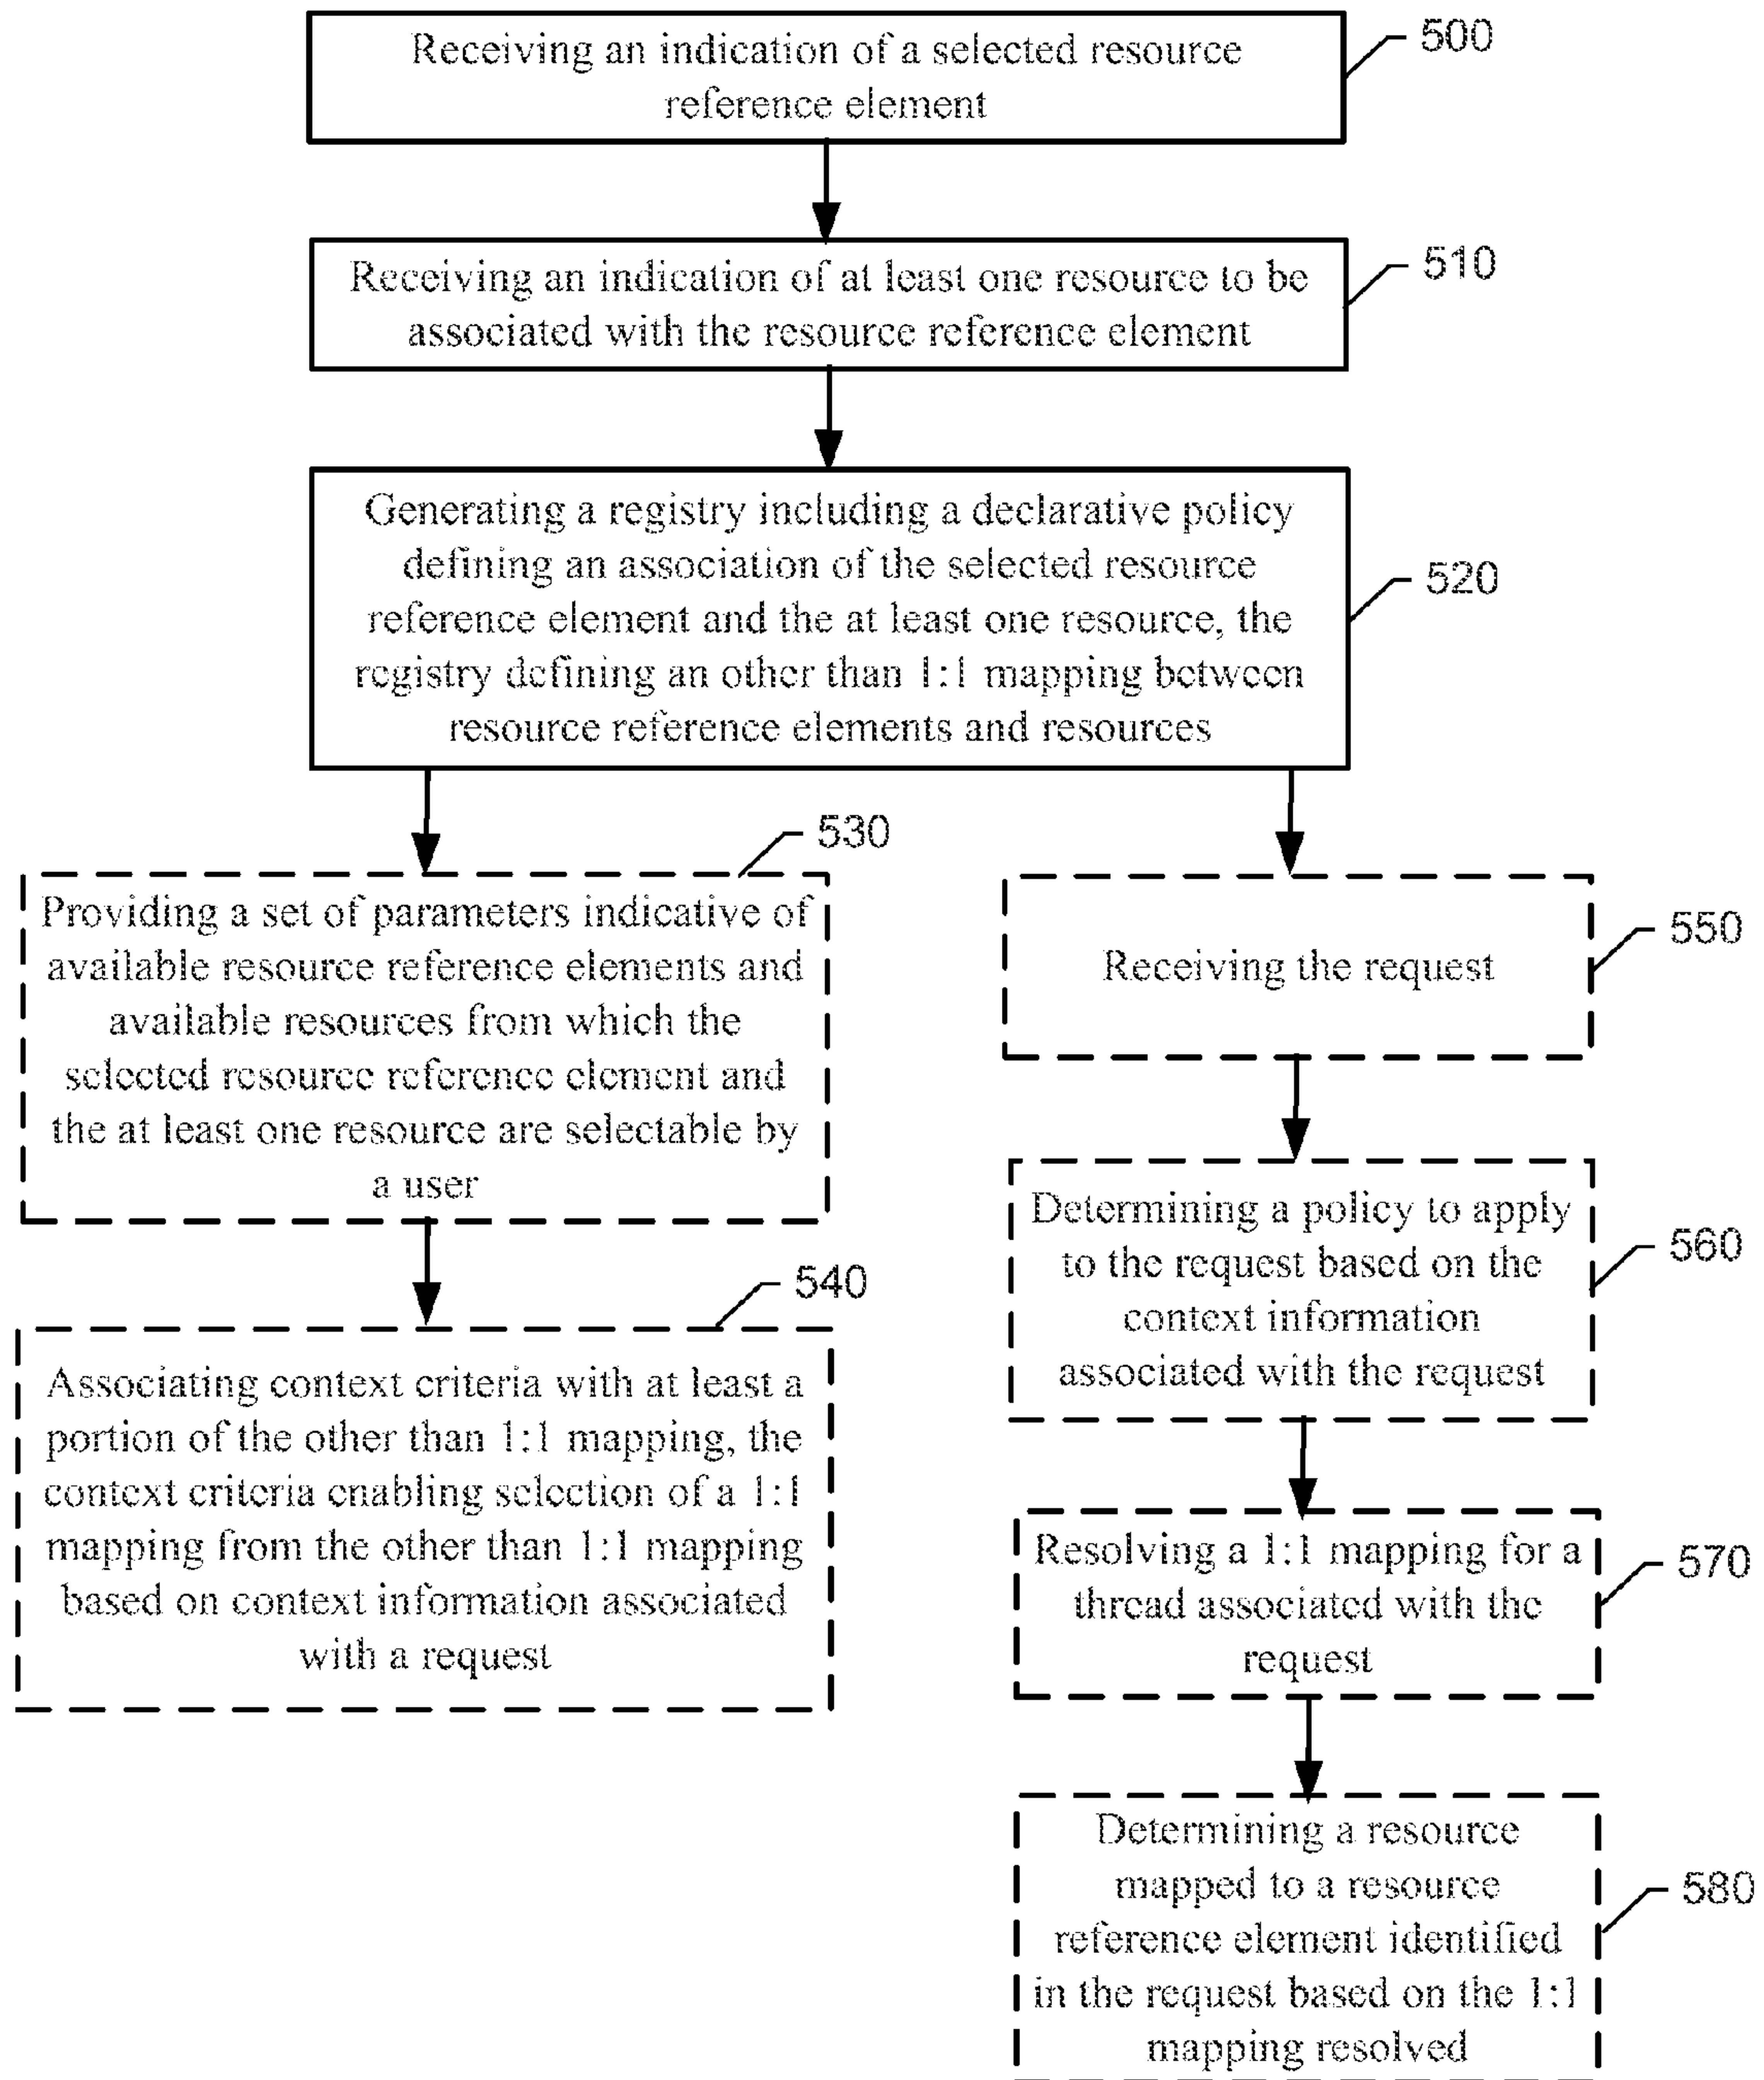 Receiving an indication of a selected resource
reference element
500
Receiving an indication of at least one resource to be
associated with the resource reference element
510
Generating a registry including a declarative policy
defining an association of the selected resource
reference element and the at least one resource, the
registry defining an other than 1:1 mapping between
resource reference elements and resources
520
530
Providing a set of parameters indicative of
available resource reference elements and
available resources from which the
selected resource reference element and
the at least one resource are selectable by
a user
540
Associating context criteria with at least a
portion of the other than 1:1 mapping, the
context criteria enabling selection of a 1:1
mapping from the other than 1:1 mapping
based on context information associated
with a request
Receiving the request
550
Determining a policy to apply
to the request based on the
context information
associated with the request
560
Resolving a 1:1 mapping for a
thread associated with the
request
570
Determining a resource
mapped to a resource
reference element identified
in the request based on the 1:1
mapping resolved
580